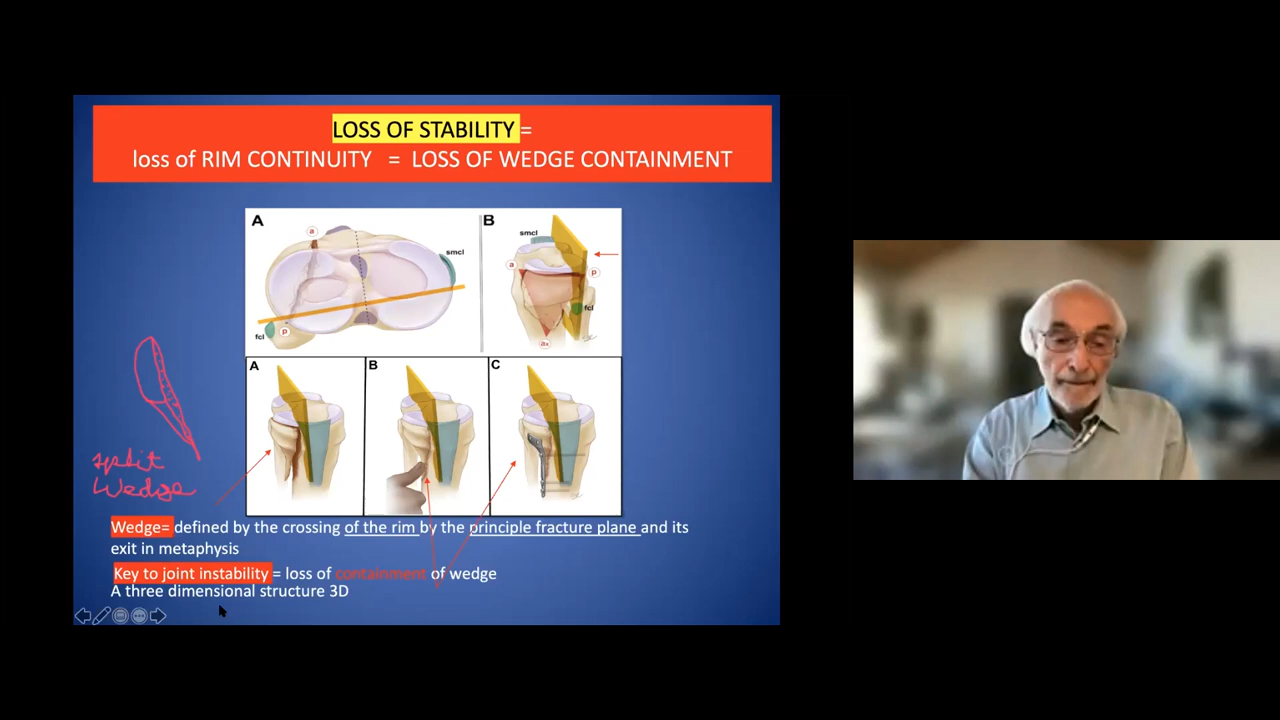 LOSS OF STABILITY =
loss of RIM CONTINUITY = LOSS OF WEDGE CONTAINMENT
A
a
smcl
fcl
p
B
smcl
a
p
fcl
ax
A
B
C
split
Wedge
Wedge= defined by the crossing of the rim by the principle fracture plane and its
exit in metaphysis
Key to joint instability = loss of containment of wedge
A three dimensional structure 3D